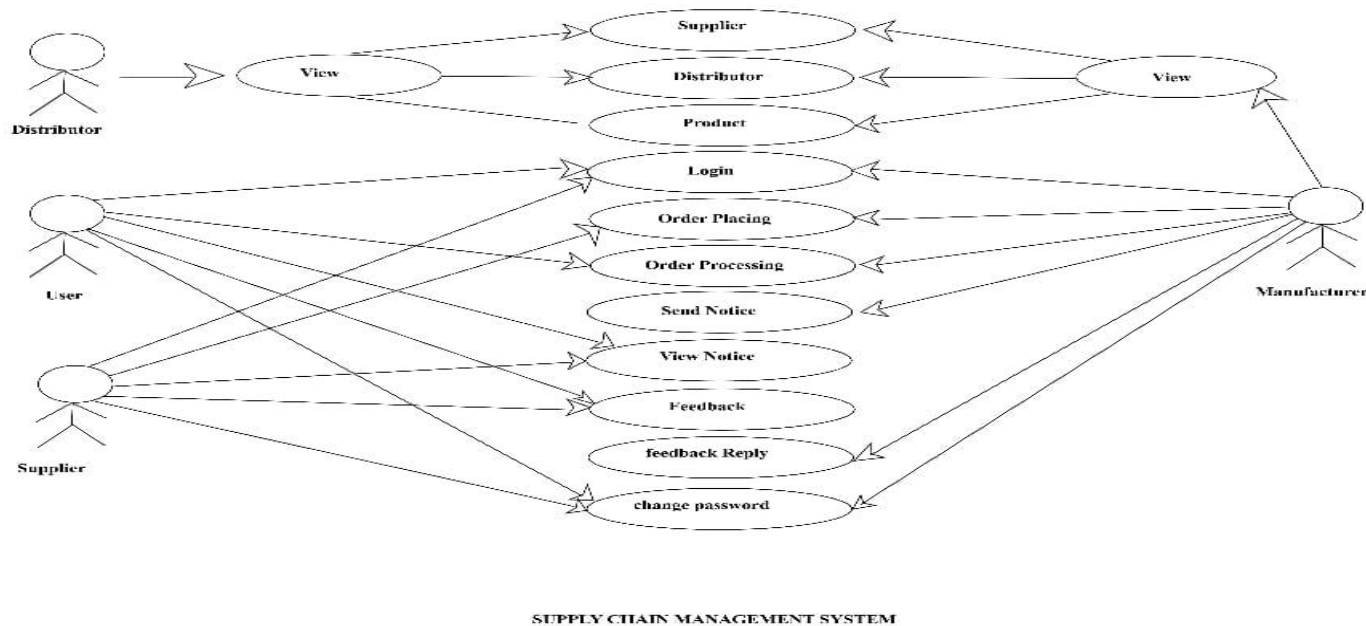 Supplier
View
Distributor
View
Distributor
Product
Login
Order Placing
Order Processing
User
Manufacturer
Send Notice
View Notice
Feedback
feedback Reply
Supplier
change password
SUPPLY CHAIN MANAGEMENT SYSTEM